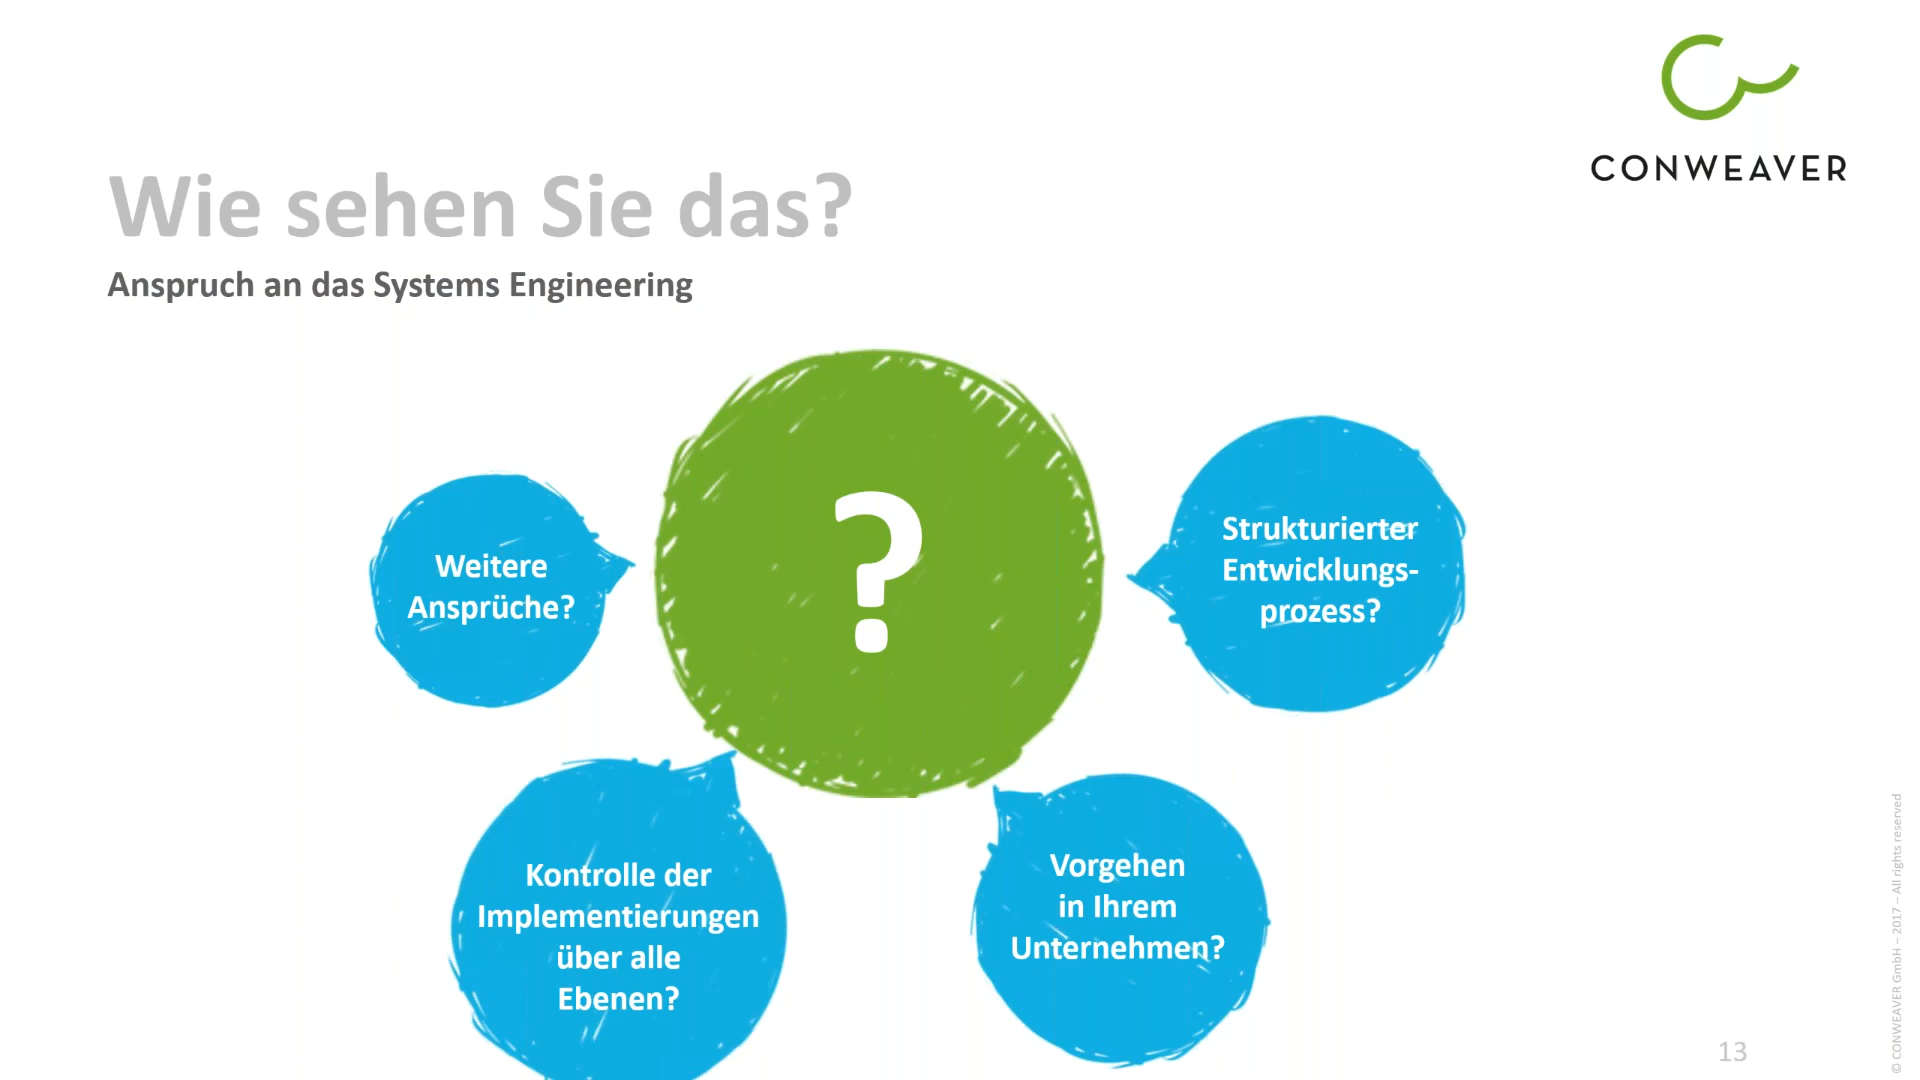 CONWEAVER
Wie sehen Sie das?
Anspruch an das Systems Engineering
?
Weitere
Ansprüche?
Strukturierter
Entwicklungs-
prozess?
Kontrolle der
Implementierungen
über alle
Ebenen?
Vorgehen
in Ihrem
Unternehmen?
13
© CONWEAVER GmbH – 2017 – All rights reserved